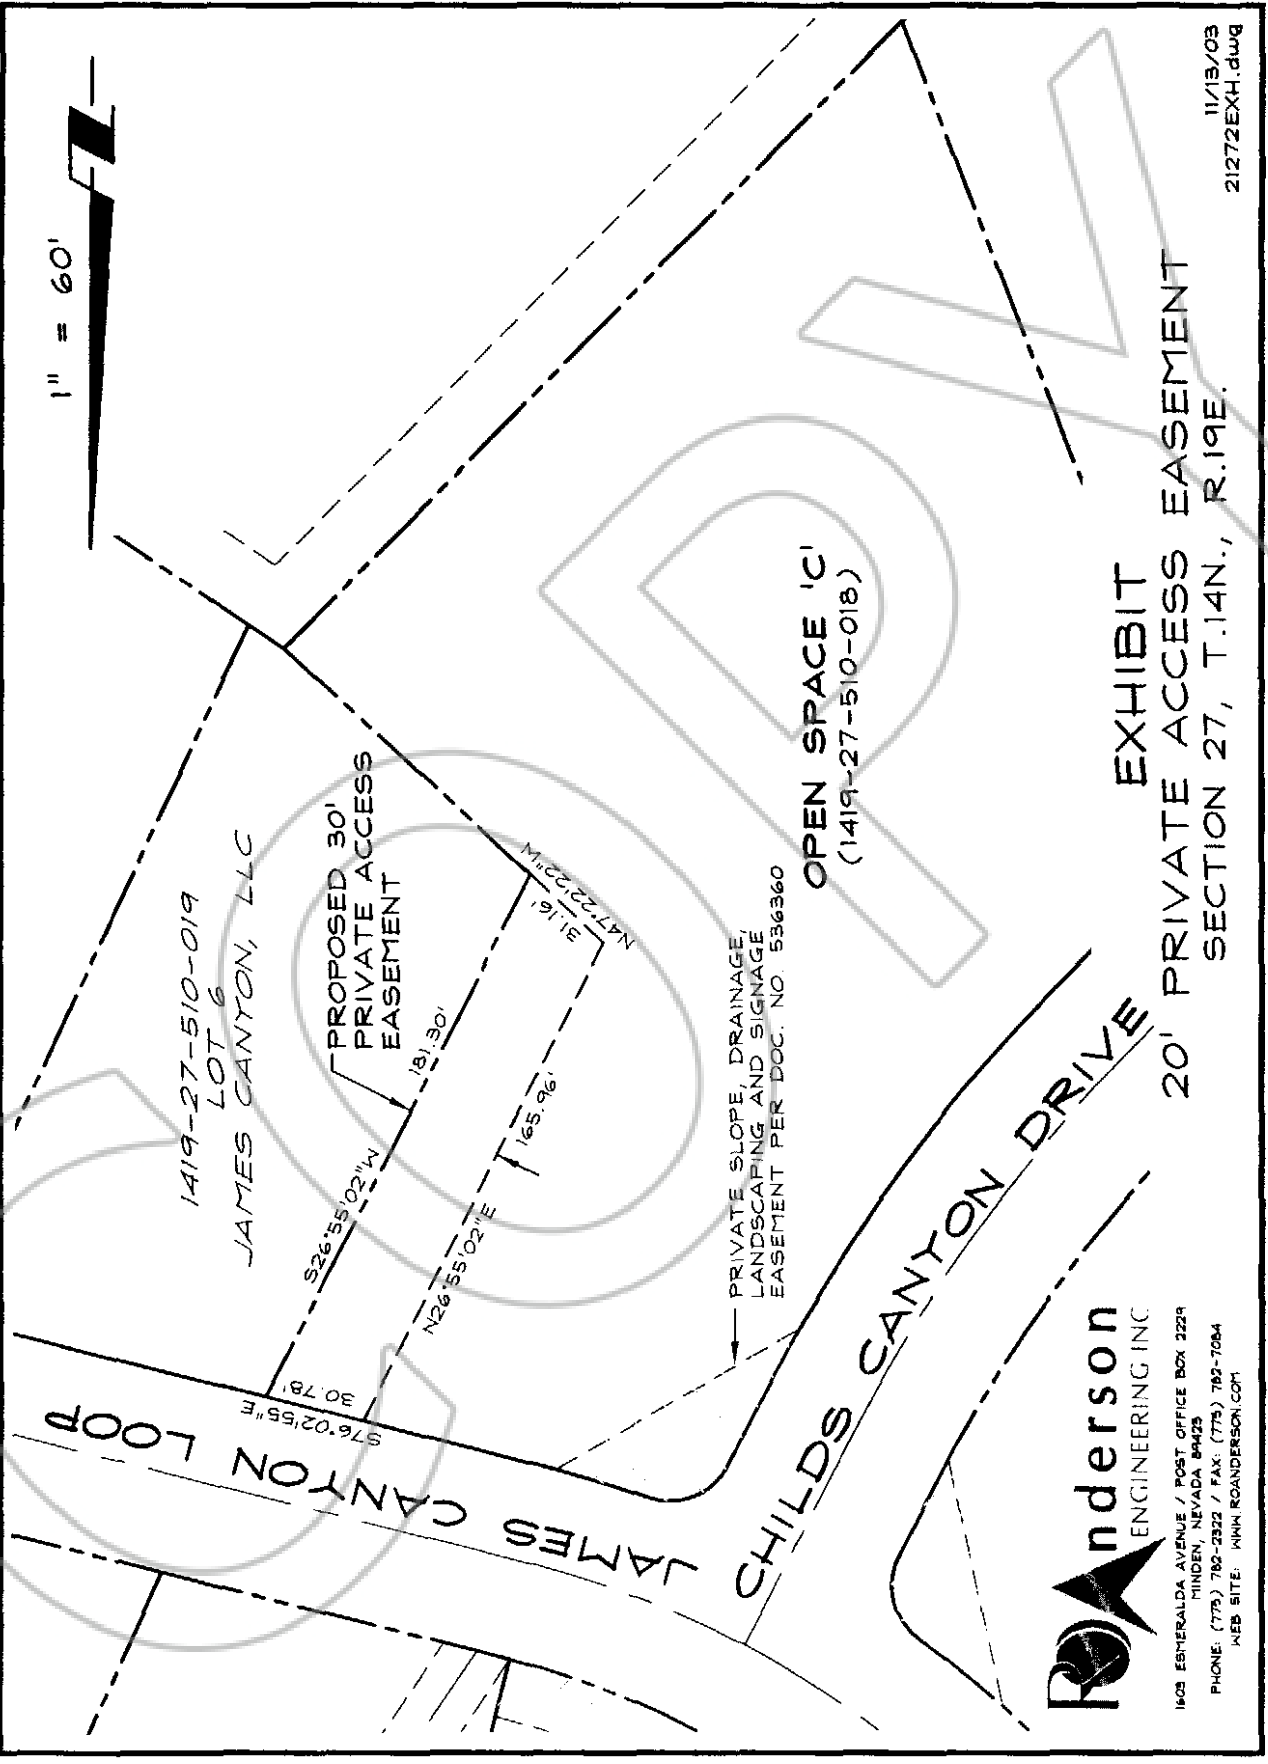 1" = 60'
1419-27-510-019
LOT 6
JAMES CANYON, LLC
PROPOSED 30'
PRIVATE ACCESS
EASEMENT
S26°55'02"W
181.30'
N26°55'02"E
165.96'
31.16'
N47°22'22"W
30.78'
S76°02'55"E
JAMES CANYON LOOP
PRIVATE SLOPE, DRAINAGE,
LANDSCAPING AND SIGNAGE
EASEMENT PER DOC. NO. 536360
OPEN SPACE 'C'
(1419-27-510-018)
CHILDS CANYON DRIVE
EXHIBIT
20' PRIVATE ACCESS EASEMENT
SECTION 27, T.14N., R.19E.
ROAnderson
ENGINEERING INC
1603 ESMERALDA AVENUE / POST OFFICE BOX 2229
MINDEN, NEVADA 89423
PHONE: (775) 782-2322 / FAX: (775) 782-7084
WEB SITE: WWW.ROANDERSON.COM
11/13/03
21272EXH.dwg
COPY